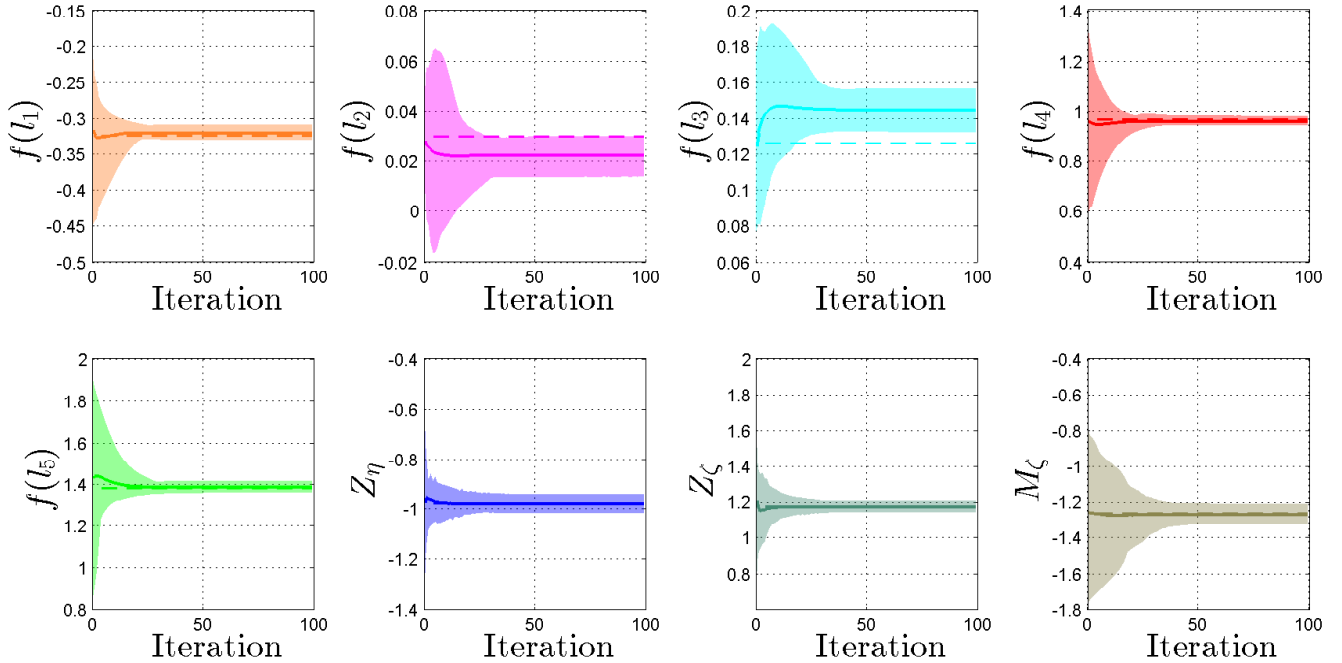 -0.15
-0.2
-0.25
-0.3
-0.35
-0.4
-0.45
-0.5
f(l₁)
0 50 100
Iteration
0.08
0.06
0.04
0.02
0
-0.02
f(l₂)
0 50 100
Iteration
0.2
0.18
0.16
0.14
0.12
0.1
0.08
0.06
f(l₃)
0 50 100
Iteration
1.4
1.2
1
0.8
0.6
0.4
f(l₄)
0 50 100
Iteration
2
1.8
1.6
1.4
1.2
1
0.8
f(l₅)
0 50 100
Iteration
-0.4
-0.6
-0.8
-1
-1.2
-1.4
Z_η
0 50 100
Iteration
2
1.8
1.6
1.4
1.2
1
0.8
Z_ζ
0 50 100
Iteration
-0.4
-0.6
-0.8
-1
-1.2
-1.4
-1.6
-1.8
M_ζ
0 50 100
Iteration